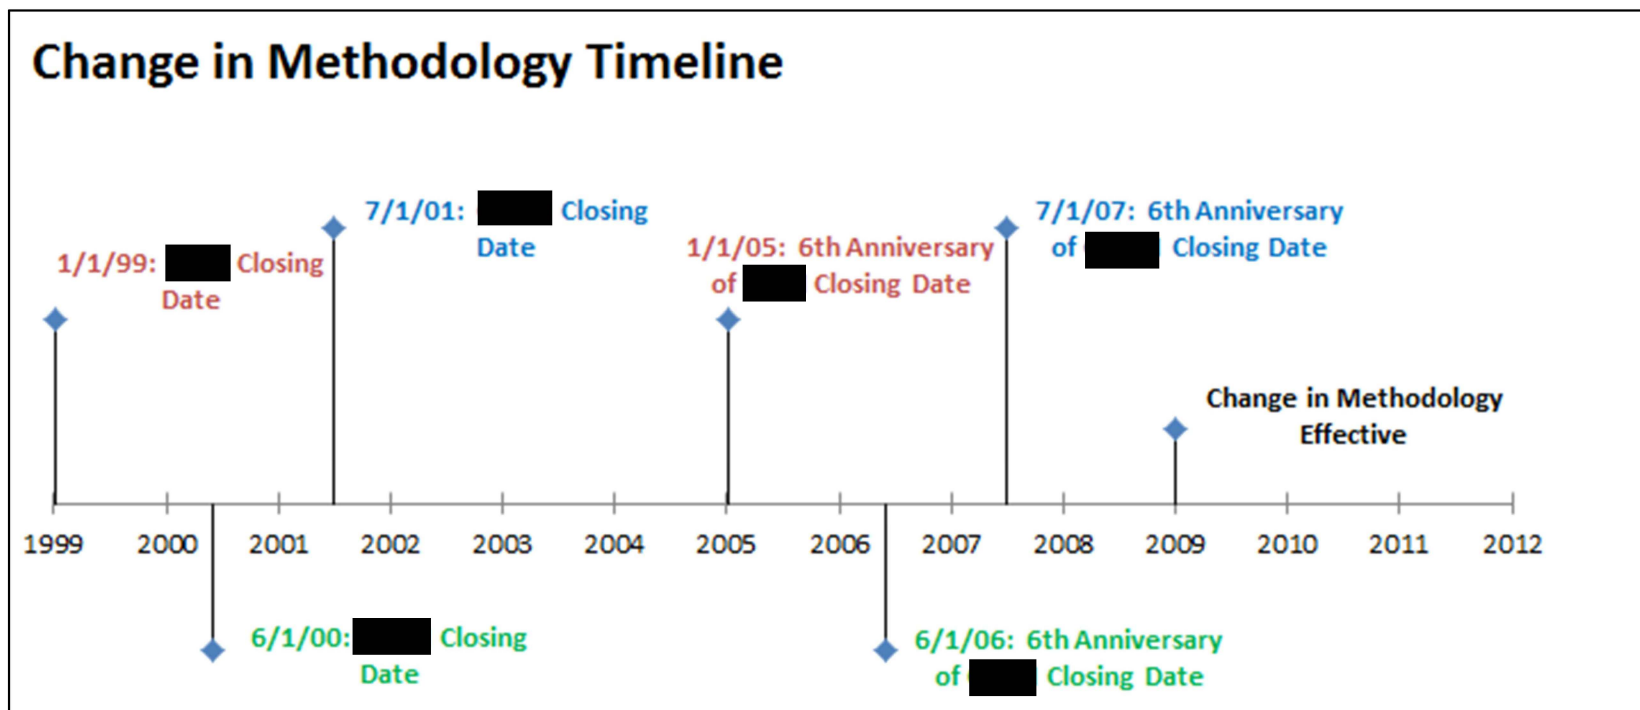 Change in Methodology Timeline
7/1/01: Closing
Date
7/1/07: 6th Anniversary
of Closing Date
1/1/99: Closing
Date
1/1/05: 6th Anniversary
of Closing Date
Change in Methodology
Effective
1999 2000 2001 2002 2003 2004 2005 2006 2007 2008 2009 2010 2011 2012
6/1/00: Closing
Date
6/1/06: 6th Anniversary
of Closing Date